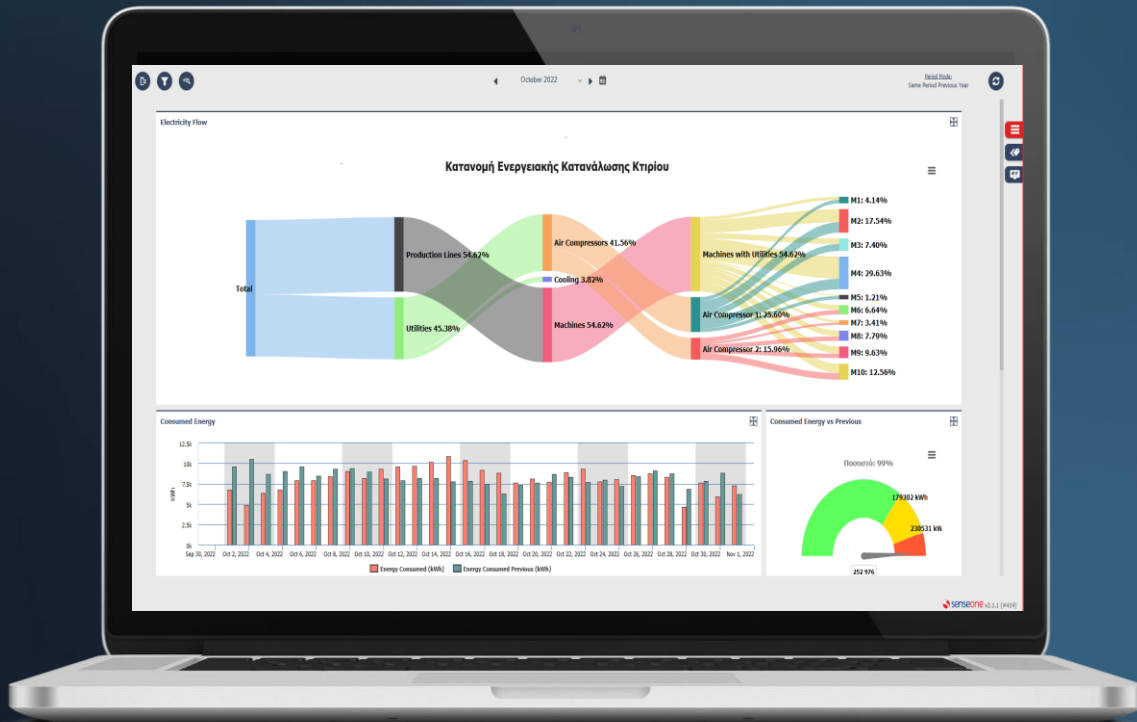 October 2022
Period Mode:
Same Period Previous Year
Electricity Flow
Κατανομή Ενεργειακής Κατανάλωσης Κτιρίου
Total
Production Lines 54.62%
Utilities 45.38%
Air Compressors 41.56%
Cooling 3.82%
Machines 54.62%
Machines with Utilities 54.62%
Air Compressor 1: 25.60%
Air Compressor 2: 15.96%
M1: 4.14%
M2: 17.54%
M3: 7.40%
M4: 29.63%
M5: 1.21%
M6: 6.64%
M7: 3.41%
M8: 7.79%
M9: 9.63%
M10: 12.56%
Consumed Energy
kWh
12.5k
10k
7.5k
5k
2.5k
0k
Sep 30, 2022 Oct 2, 2022 Oct 4, 2022 Oct 6, 2022 Oct 8, 2022 Oct 10, 2022 Oct 12, 2022 Oct 14, 2022 Oct 16, 2022 Oct 18, 2022 Oct 20, 2022 Oct 22, 2022 Oct 24, 2022 Oct 26, 2022 Oct 28, 2022 Oct 30, 2022 Nov 1, 2022
Energy Consumed (kWh) Energy Consumed Previous (kWh)
Consumed Energy vs Previous
Ποσοστό: 99%
179302 kWh
230531 kW
252 976
senseone v2.1.1 (#414)